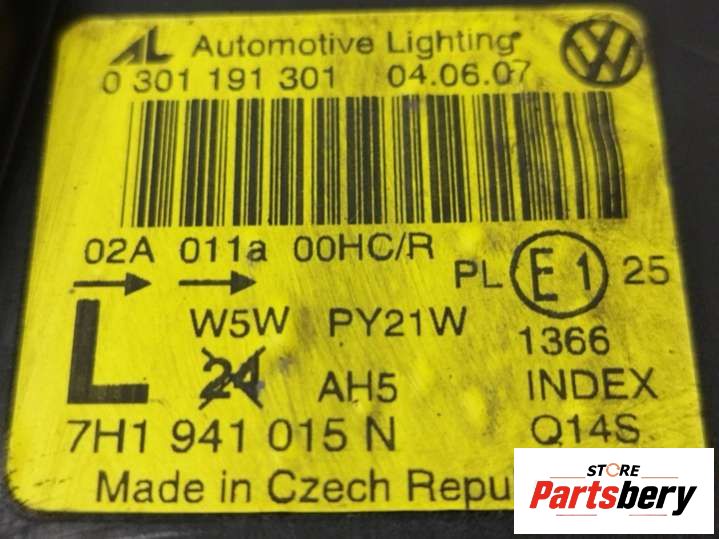 AL Automotive Lighting
0 301 191 301 04.06.07
02A 011a 00HC/R
PL E1 25
L W5W PY21W 1366
24 AH5 INDEX
7H1 941 015 N Q14S
Made in Czech Repu
STORE
Partsbery